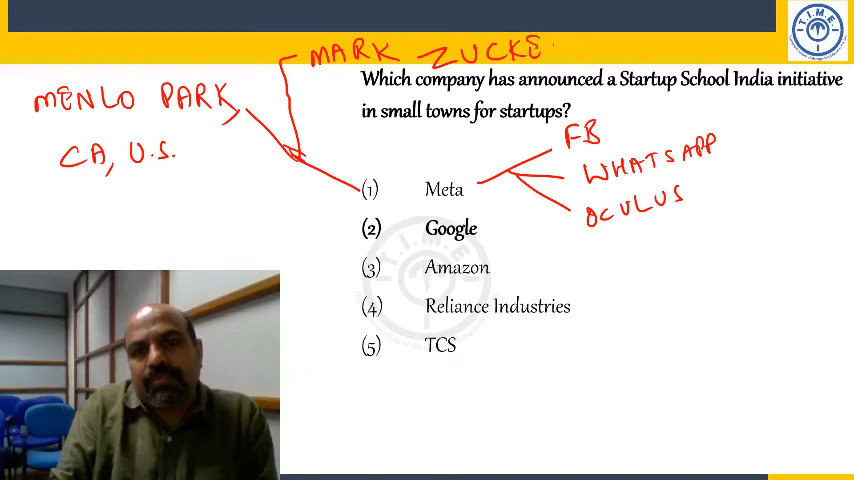 T.I.M.E.
MARK ZUCKE
Which company has announced a Startup School India initiative
in small towns for startups?
MENLO PARK
CA, U.S.
FB
WHATSAPP
OCULUS
(1) Meta
(2) Google
(3) Amazon
(4) Reliance Industries
(5) TCS
T.I.M.E.